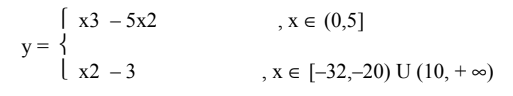 ⎧ x3 – 5x2 , x ∈ (0,5]
y = ⎨
⎩ x2 – 3 , x ∈ [–32,–20) U (10, + ∞)